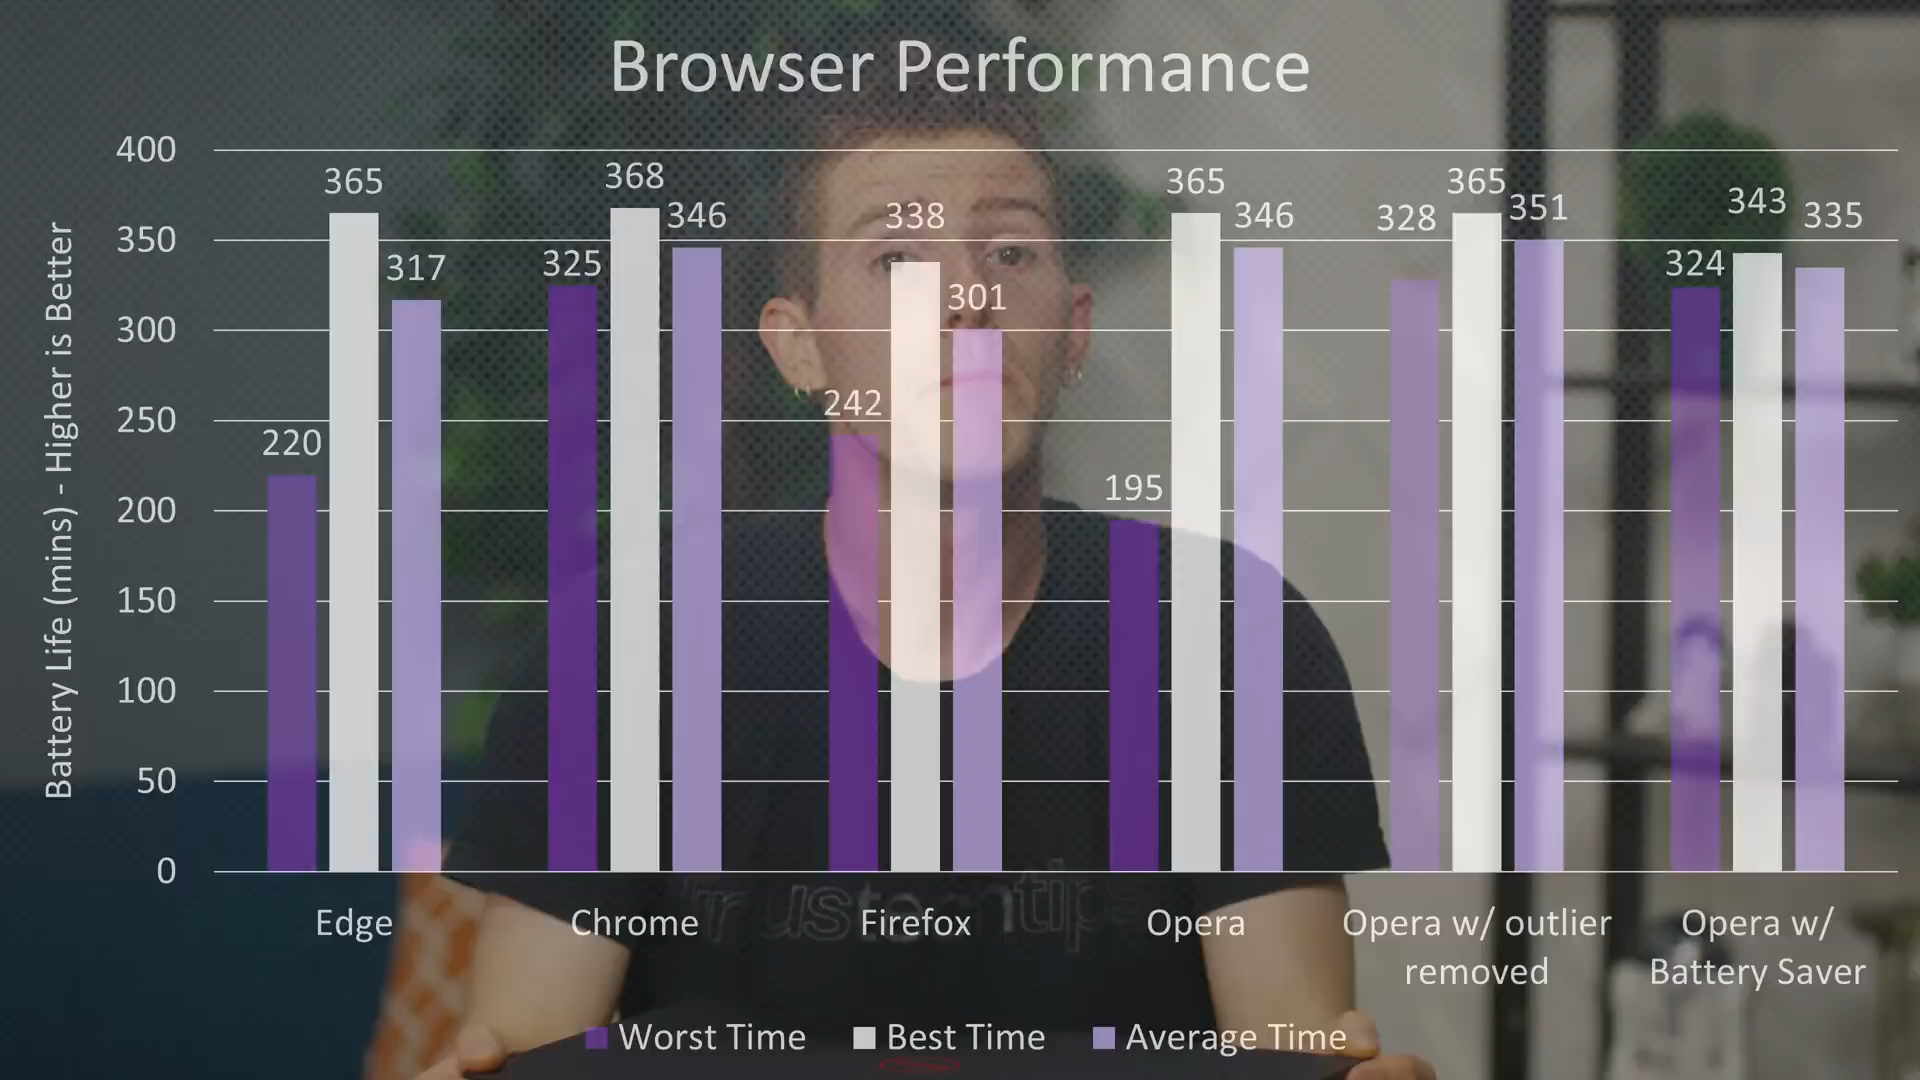 Browser Performance
Battery Life (mins) - Higher is Better
400
350
300
250
200
150
100
50
0
220
365
317
325
368
346
242
338
301
195
365
346
328
365
351
324
343
335
Edge
Chrome
Firefox
Opera
Opera w/ outlier
removed
Opera w/
Battery Saver
Worst Time
Best Time
Average Time